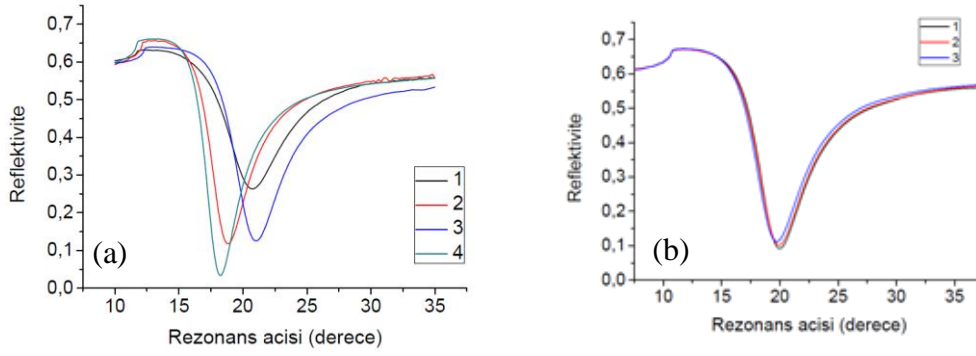 (a)
0,7
0,6
0,5
0,4
0,3
0,2
0,1
0,0
Reflektivite
10 15 20 25 30 35
Rezonans acisi (derece)
1
2
3
4
(b)
0,7
0,6
0,5
0,4
0,3
0,2
0,1
0,0
Reflektivite
10 15 20 25 30 35
Rezonans acisi (derece)
1
2
3